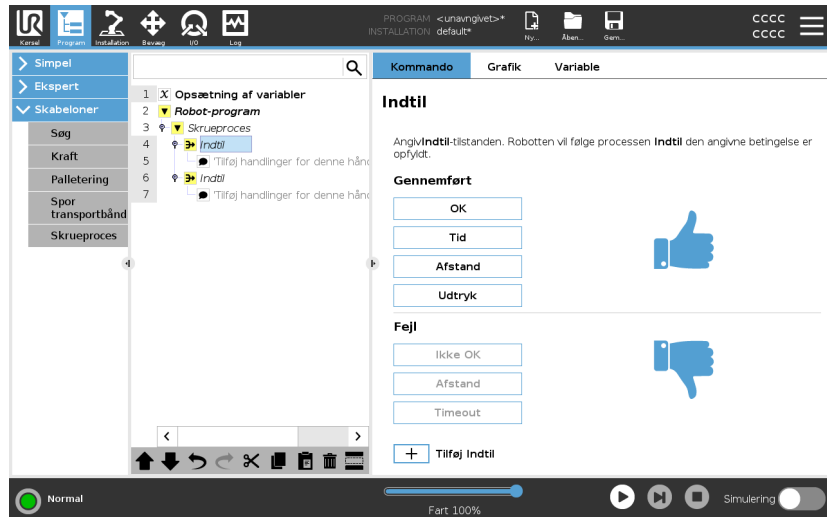 PROGRAM <unavngivet>*
INSTALLATION default*
Kørsel
Program
Installation
Bevæg
I/O
Log
Ny...
Åben...
Gem...
cccc
cccc
Simpel
Ekspert
Skabeloner
Søg
Kraft
Palletering
Spor
transportbånd
Skrueproces
1 X Opsætning af variabler
2 Robot-program
3 Skrueproces
4 Indtil
5 'Tilføj handlinger for denne hånd
6 Indtil
7 'Tilføj handlinger for denne hånd
Kommando
Grafik
Variable
Indtil
AngivIndtil-tilstanden. Robotten vil følge processen Indtil den angivne betingelse er
opfyldt.
Gennemført
OK
Tid
Afstand
Udtryk
Fejl
Ikke OK
Afstand
Timeout
+ Tilføj Indtil
Normal
Fart 100%
Simulering